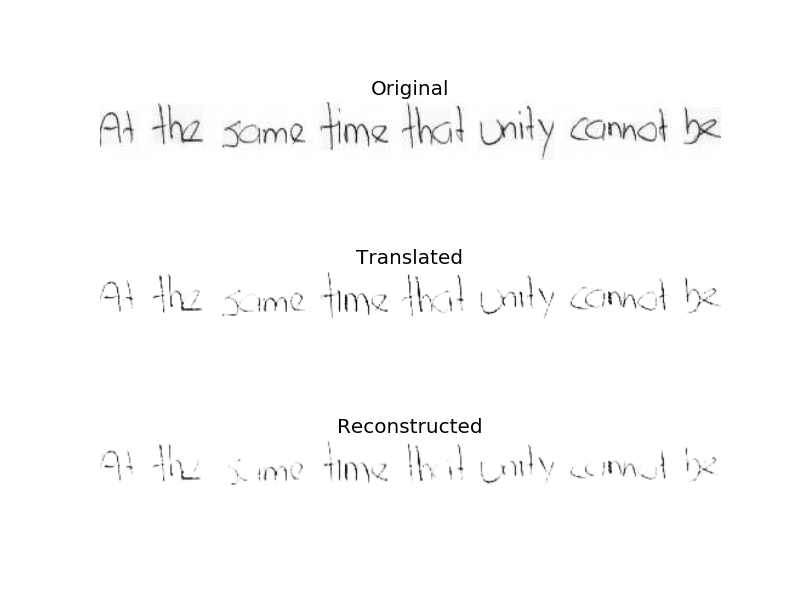 Original
At the same time that unity cannot be
Translated
At the same time that unity cannot be
Reconstructed
At the time that unity cannot be